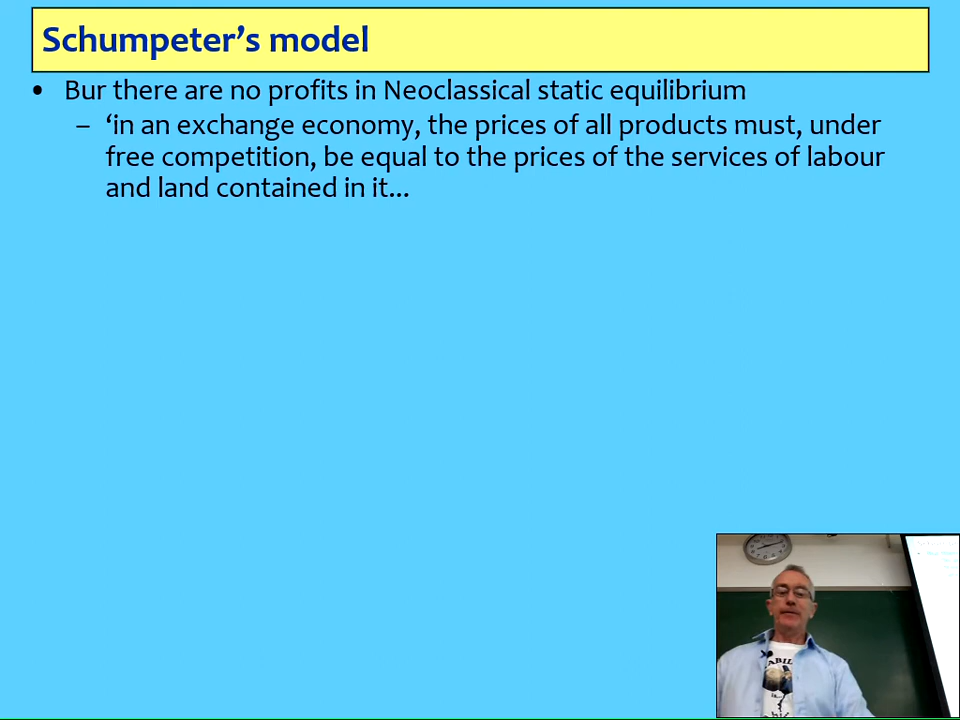 Schumpeter’s model
• Bur there are no profits in Neoclassical static equilibrium
– ‘in an exchange economy, the prices of all products must, under
free competition, be equal to the prices of the services of labour
and land contained in it...